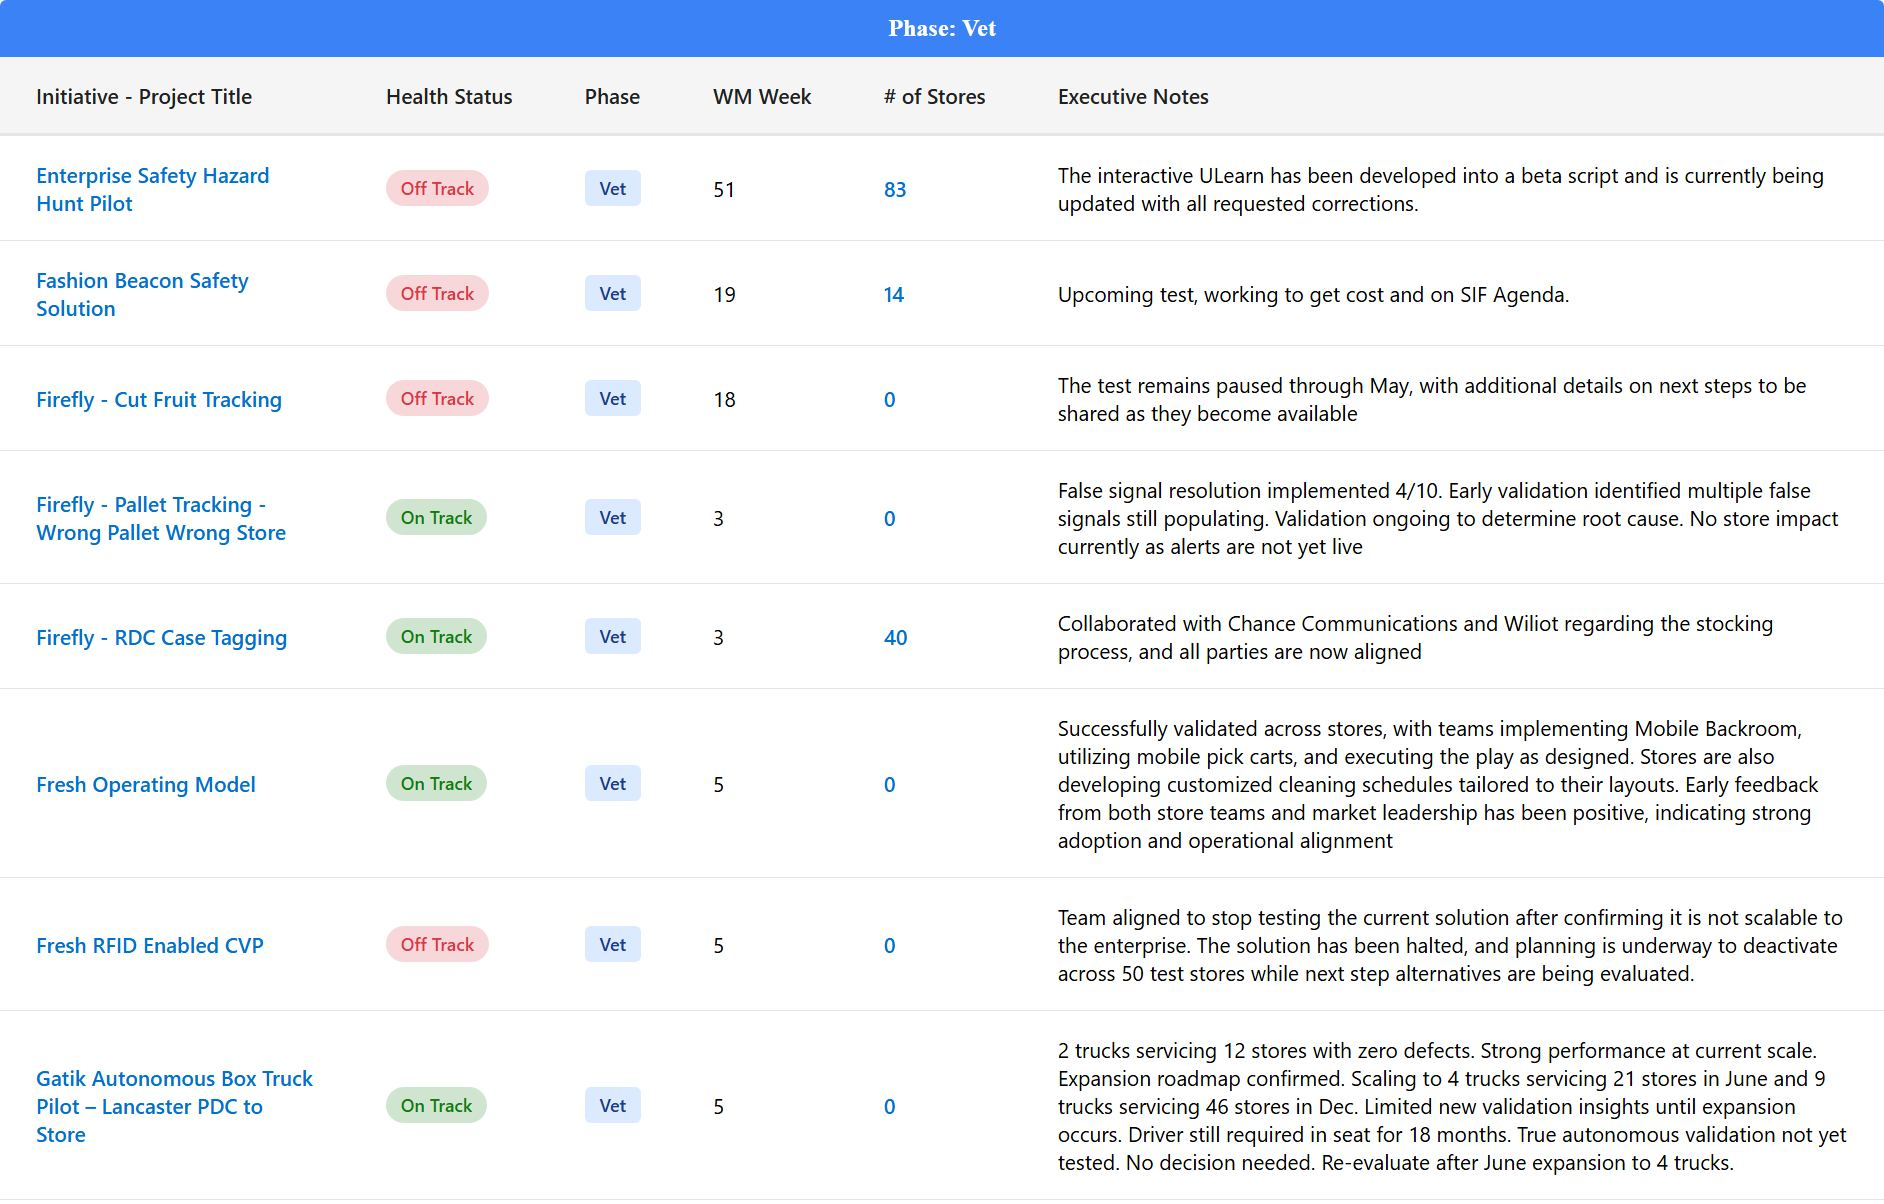 Phase: Vet
Initiative - Project Title Health Status Phase WM Week # of Stores Executive Notes
Enterprise Safety Hazard
Hunt Pilot
Off Track Vet 51 83
The interactive ULearn has been developed into a beta script and is currently being
updated with all requested corrections.
Fashion Beacon Safety
Solution
Off Track Vet 19 14
Upcoming test, working to get cost and on SIF Agenda.
Firefly - Cut Fruit Tracking
Off Track Vet 18 0
The test remains paused through May, with additional details on next steps to be
shared as they become available
Firefly - Pallet Tracking -
Wrong Pallet Wrong Store
On Track Vet 3 0
False signal resolution implemented 4/10. Early validation identified multiple false
signals still populating. Validation ongoing to determine root cause. No store impact
currently as alerts are not yet live
Firefly - RDC Case Tagging
On Track Vet 3 40
Collaborated with Chance Communications and Wiliot regarding the stocking
process, and all parties are now aligned
Fresh Operating Model
On Track Vet 5 0
Successfully validated across stores, with teams implementing Mobile Backroom,
utilizing mobile pick carts, and executing the play as designed. Stores are also
developing customized cleaning schedules tailored to their layouts. Early feedback
from both store teams and market leadership has been positive, indicating strong
adoption and operational alignment
Fresh RFID Enabled CVP
Off Track Vet 5 0
Team aligned to stop testing the current solution after confirming it is not scalable to
the enterprise. The solution has been halted, and planning is underway to deactivate
across 50 test stores while next step alternatives are being evaluated.
Gatik Autonomous Box Truck
Pilot – Lancaster PDC to
Store
On Track Vet 5 0
2 trucks servicing 12 stores with zero defects. Strong performance at current scale.
Expansion roadmap confirmed. Scaling to 4 trucks servicing 21 stores in June and 9
trucks servicing 46 stores in Dec. Limited new validation insights until expansion
occurs. Driver still required in seat for 18 months. True autonomous validation not yet
tested. No decision needed. Re-evaluate after June expansion to 4 trucks.